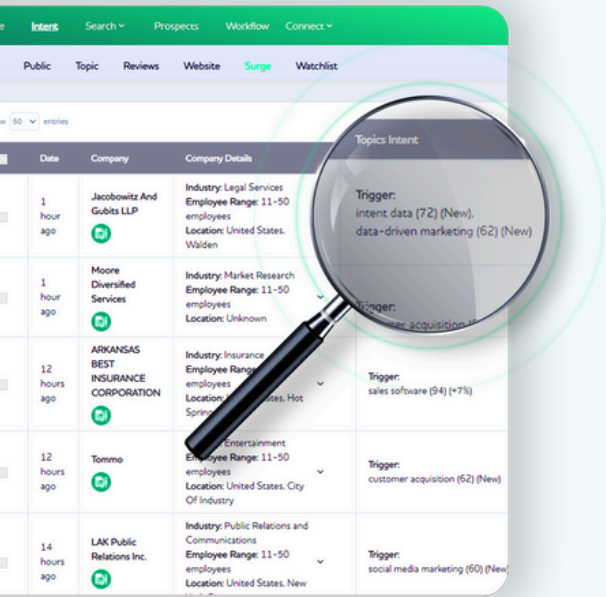 Intent Search Prospects Workflow Connect
Public Topic Reviews Website Surge Watchlist
50 entries
Date Company Company Details Topics Intent
1
hour
ago
Jacobowitz And
Gubits LLP
Industry: Legal Services
Employee Range: 11-50
employees
Location: United States,
Walden
Trigger:
intent data (72) (New),
data-driven marketing (62) (New)
1
hour
ago
Moore
Diversified
Services
Industry: Market Research
Employee Range: 11-50
employees
Location: Unknown
Trigger:
acquisition
12
hours
ago
ARKANSAS
BEST
INSURANCE
CORPORATION
Industry: Insurance
Employee Range
employees
Location: Hot
Trigger:
sales software (94) (+7%)
12
hours
ago
Tommo
Entertainment
Employee Range: 11-50
employees
Location: United States, City
Of Industry
Trigger:
customer acquisition (62) (New)
14
hours
ago
LAK Public
Relations Inc.
Industry: Public Relations and
Communications
Employee Range: 11-50
employees
Location: United States, New
Trigger:
social media marketing (60) (New)